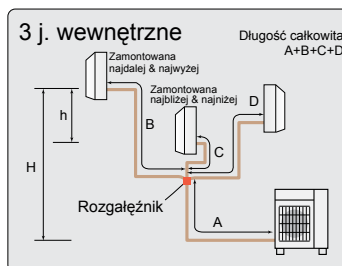 3 j. wewnętrzne
Długość całkowita
A+B+C+D
Zamontowana
najdalej & najwyżej
Zamontowana
najbliżej & najniżej
D
h
B
C
H
Rozgałęźnik
A